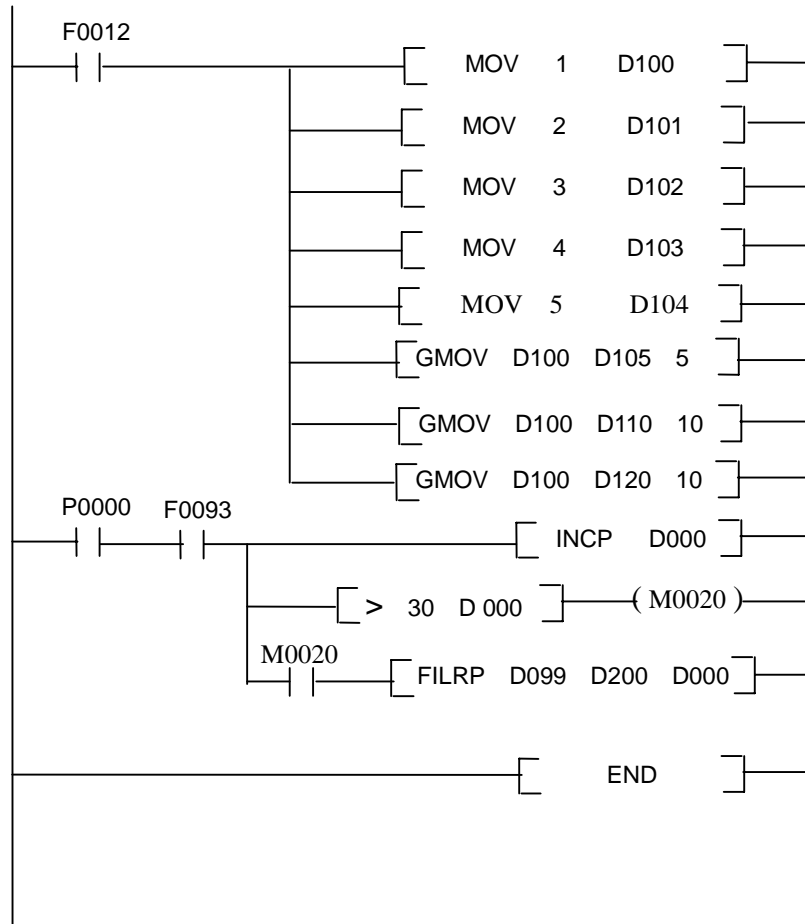 F0012
MOV 1 D100
MOV 2 D101
MOV 3 D102
MOV 4 D103
MOV 5 D104
GMOV D100 D105 5
GMOV D100 D110 10
GMOV D100 D120 10
P0000 F0093
INCP D000
> 30 D 000 ( M0020 )
M0020
FILRP D099 D200 D000
END